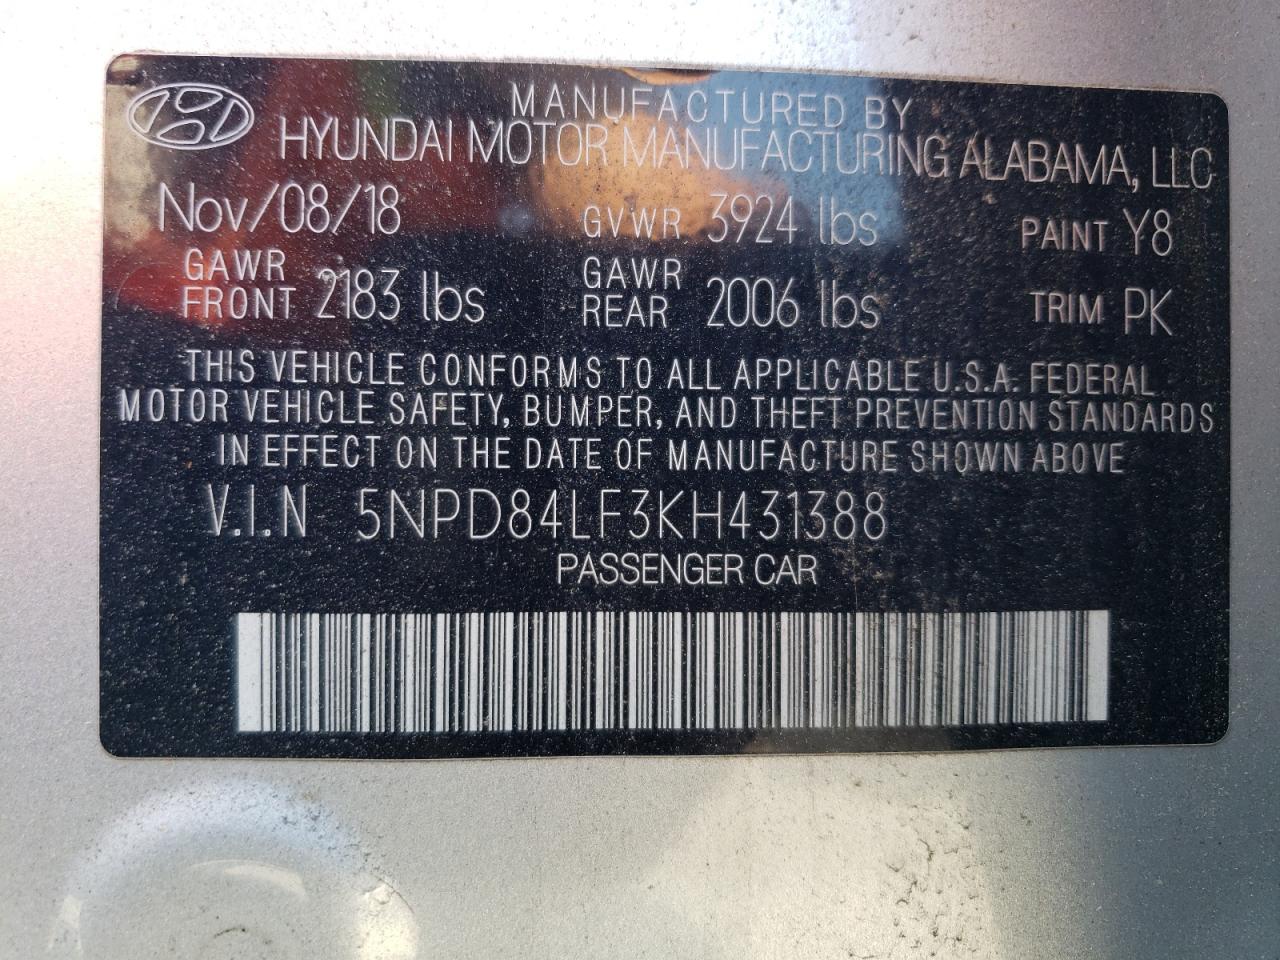 MANUFACTURED BY
HYUNDAI MOTOR MANUFACTURING ALABAMA, LLC
Nov/08/18 GVWR 3924 lbs PAINT Y8
GAWR FRONT 2183 lbs GAWR REAR 2006 lbs TRIM PK
THIS VEHICLE CONFORMS TO ALL APPLICABLE U.S.A. FEDERAL
MOTOR VEHICLE SAFETY, BUMPER, AND THEFT PREVENTION STANDARDS
IN EFFECT ON THE DATE OF MANUFACTURE SHOWN ABOVE
V.I.N 5NPD84LF3KH431388
PASSENGER CAR